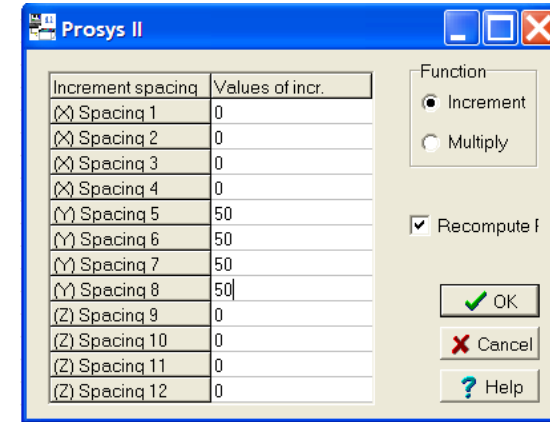 Prosys II
Increment spacing Values of incr.
(X) Spacing 1 0
(X) Spacing 2 0
(X) Spacing 3 0
(X) Spacing 4 0
(Y) Spacing 5 50
(Y) Spacing 6 50
(Y) Spacing 7 50
(Y) Spacing 8 50
(Z) Spacing 9 0
(Z) Spacing 10 0
(Z) Spacing 11 0
(Z) Spacing 12 0
Function
Increment
Multiply
Recompute
OK
Cancel
Help